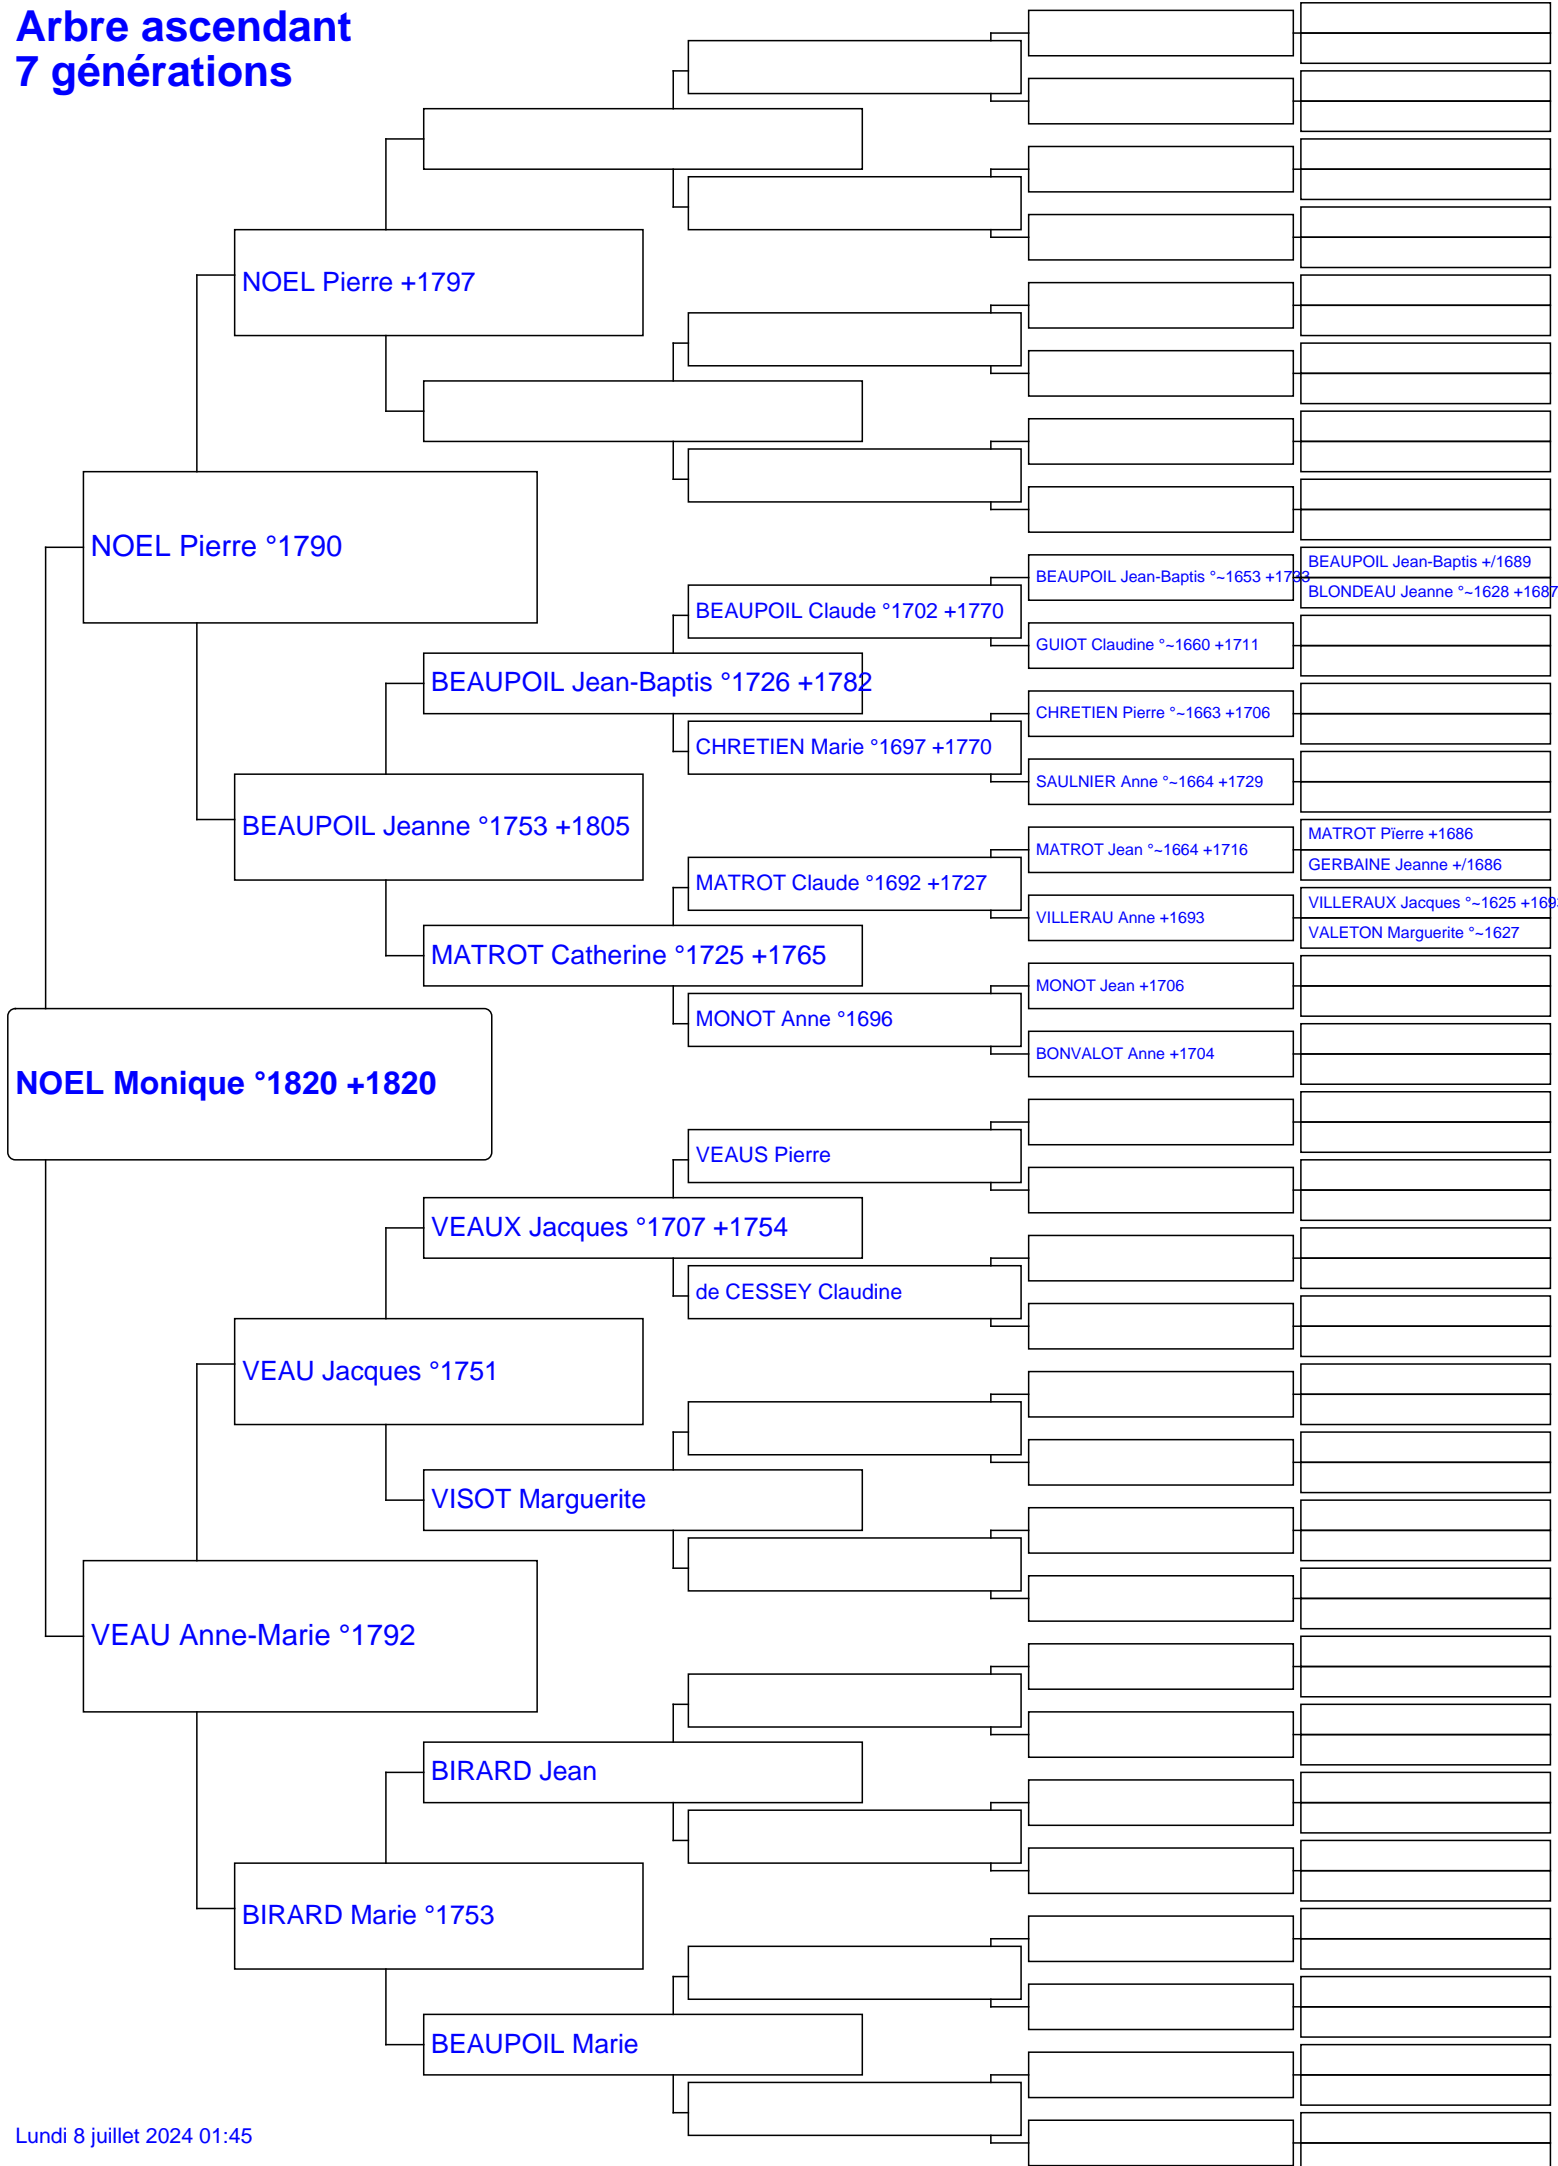 Arbre ascendant
7 générations
NOEL Pierre +1797
NOEL Pierre °1790
BEAUPOIL Jean-Baptis °~1653 +1733
BEAUPOIL Jean-Baptis +/1689
BLONDEAU Jeanne °~1628 +1687
BEAUPOIL Claude °1702 +1770
GUIOT Claudine °~1660 +1711
BEAUPOIL Jean-Baptis °1726 +1782
CHRETIEN Pierre °~1663 +1706
CHRETIEN Marie °1697 +1770
SAULNIER Anne °~1664 +1729
BEAUPOIL Jeanne °1753 +1805
MATROT Jean °~1664 +1716
MATROT Pïerre +1686
GERBAINE Jeanne +/1686
MATROT Claude °1692 +1727
VILLERAU Anne +1693
VILLERAUX Jacques °~1625 +169
VALETON Marguerite °~1627
MATROT Catherine °1725 +1765
MONOT Jean +1706
MONOT Anne °1696
BONVALOT Anne +1704
NOEL Monique °1820 +1820
VEAUS Pierre
VEAUX Jacques °1707 +1754
de CESSEY Claudine
VEAU Jacques °1751
VISOT Marguerite
VEAU Anne-Marie °1792
BIRARD Jean
BIRARD Marie °1753
BEAUPOIL Marie
Lundi 8 juillet 2024 01:45